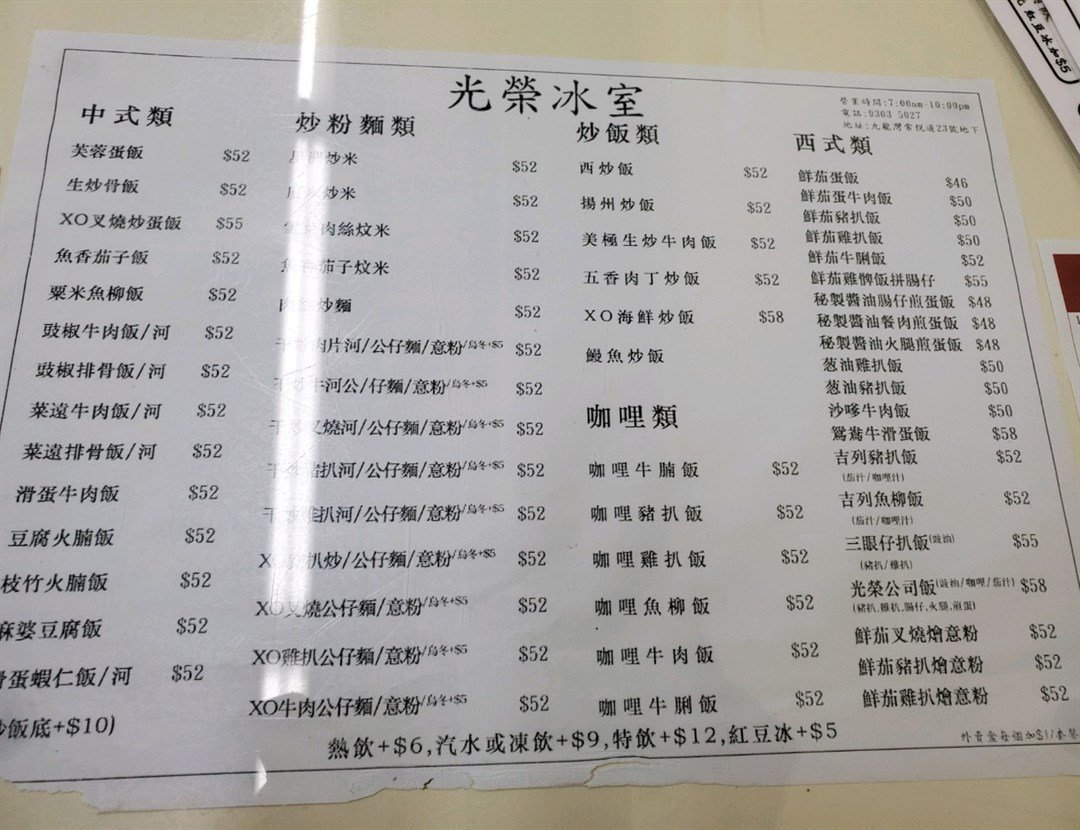 光榮冰室
營業時間:7:00am-10:00pm
電話:9303 5027
地址:九龍灣常悅道23號地下
中式類
芙蓉蛋飯 $52
生炒骨飯 $52
XO叉燒炒蛋飯 $55
魚香茄子飯 $52
粟米魚柳飯 $52
豉椒牛肉飯/河 $52
豉椒排骨飯/河 $52
菜遠牛肉飯/河 $52
菜遠排骨飯/河 $52
滑蛋牛肉飯 $52
豆腐火腩飯 $52
枝竹火腩飯 $52
麻婆豆腐飯 $52
滑蛋蝦仁飯/河 $52
炒飯底+$10)
炒粉麵類
炒米 $52
炒米 $52
肉絲炆米 $52
魚香茄子炆米 $52
肉絲炒麵 $52
肉片河/公仔麵/意粉/烏冬+$5 $52
牛河公/仔麵/意粉/烏冬+$5 $52
叉燒河/公仔麵/意粉/烏冬+$5 $52
豬扒河/公仔麵/意粉/烏冬+$5 $52
雞扒河/公仔麵/意粉/烏冬+$5 $52
XO 扒炒/公仔麵/意粉/烏冬+$5 $52
XO叉燒公仔麵/意粉/烏冬+$5 $52
XO雞扒公仔麵/意粉/烏冬+$5 $52
XO牛肉公仔麵/意粉/烏冬+$5 $52
炒飯類
西炒飯 $52
揚州炒飯 $52
美極生炒牛肉飯 $52
五香肉丁炒飯 $52
XO海鮮炒飯 $58
鰻魚炒飯
咖哩類
咖哩牛腩飯 $52
咖哩豬扒飯 $52
咖哩雞扒飯 $52
咖哩魚柳飯 $52
咖哩牛肉飯 $52
咖哩牛脷飯 $52
西式類
鮮茄蛋飯 $46
鮮茄蛋牛肉飯 $50
鮮茄豬扒飯 $50
鮮茄雞扒飯 $50
鮮茄牛脷飯 $52
鮮茄雞髀飯拼腸仔 $55
秘製醬油腸仔煎蛋飯 $48
秘製醬油餐肉煎蛋飯 $48
秘製醬油火腿煎蛋飯 $48
葱油雞扒飯 $50
葱油豬扒飯 $50
沙嗲牛肉飯 $50
鴛鴦牛滑蛋飯 $58
吉列豬扒飯 $52
(茄汁/咖哩汁)
吉列魚柳飯 $52
(茄汁/咖哩汁)
三眼仔扒飯(豉油) $55
(豬扒/雞扒)
光榮公司飯(豉油/咖哩/茄汁) $58
(豬扒,雞扒,腸仔,火腿,煎蛋)
鮮茄叉燒燴意粉 $52
鮮茄豬扒燴意粉 $52
鮮茄雞扒燴意粉 $52
熱飲+$6,汽水或凍飲+$9,特飲+$12,紅豆冰+$5
外賣盒每個加$1/套餐
紅豆冰加$5